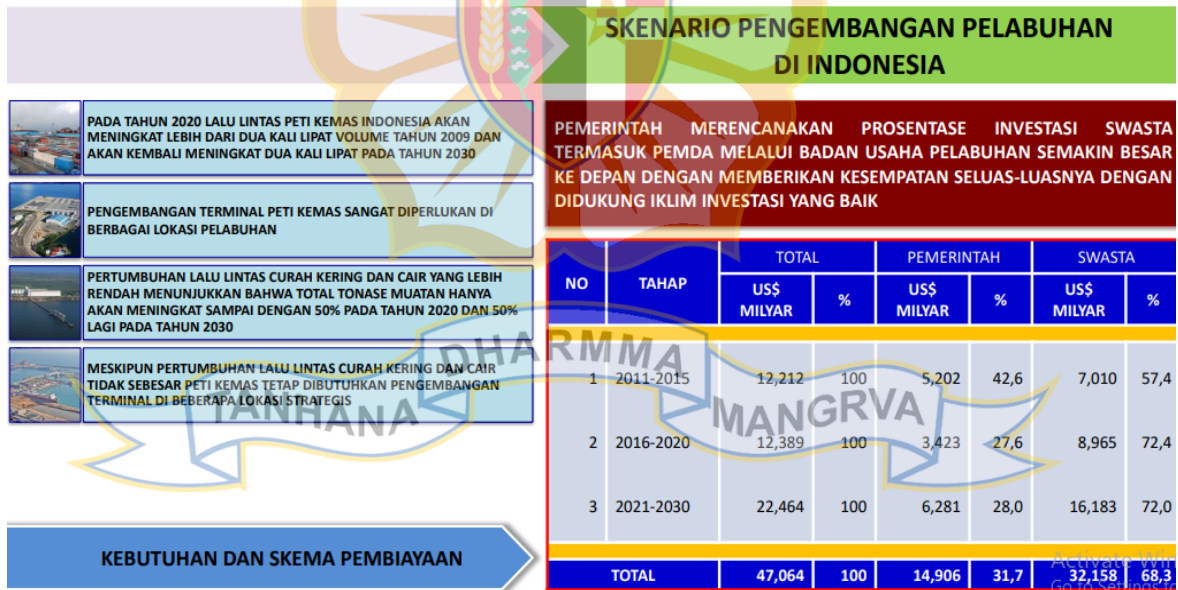 SKENARIO PENGEMBANGAN PELABUHAN
DI INDONESIA
PADA TAHUN 2020 LALU LINTAS PETI KEMAS INDONESIA AKAN
MENINGKAT LEBIH DARI DUA KALI LIPAT VOLUME TAHUN 2009 DAN
AKAN KEMBALI MENINGKAT DUA KALI LIPAT PADA TAHUN 2030
PENGEMBANGAN TERMINAL PETI KEMAS SANGAT DIPERLUKAN DI
BERBAGAI LOKASI PELABUHAN
PERTUMBUHAN LALU LINTAS CURAH KERING DAN CAIR YANG LEBIH
RENDAH MENUNJUKKAN BAHWA TOTAL TONASE MUATAN HANYA
AKAN MENINGKAT SAMPAI DENGAN 50% PADA TAHUN 2020 DAN 50%
LAGI PADA TAHUN 2030
MESKIPUN PERTUMBUHAN LALU LINTAS CURAH KERING DAN CAIR
TIDAK SEBESAR PETI KEMAS TETAP DIBUTUHKAN PENGEMBANGAN
TERMINAL DI BEBERAPA LOKASI STRATEGIS
KEBUTUHAN DAN SKEMA PEMBIAYAAN
PEMERINTAH MERENCANAKAN PROSENTASE INVESTASI SWASTA
TERMASUK PEMDA MELALUI BADAN USAHA PELABUHAN SEMAKIN BESAR
KE DEPAN DENGAN MEMBERIKAN KESEMPATAN SELUAS-LUASNYA DENGAN
DIDUKUNG IKLIM INVESTASI YANG BAIK
NO TAHAP TOTAL PEMERINTAH SWASTA
US$ MILYAR % US$ MILYAR % US$ MILYAR %
1 2011-2015 12,212 100 5,202 42,6 7,010 57,4
2 2016-2020 12,389 100 3,423 27,6 8,965 72,4
3 2021-2030 22,464 100 6,281 28,0 16,183 72,0
TOTAL 47,064 100 14,906 31,7 32,158 68,3
TANHANA DHARMMA MANGRVA
Activate Win
Go to Settings to